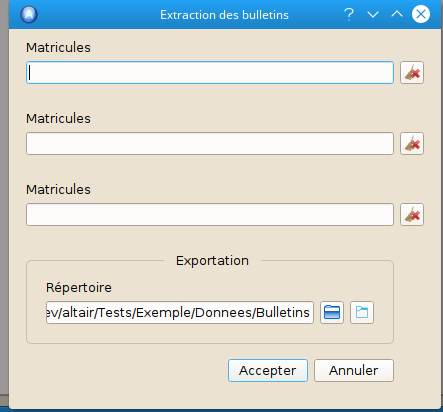 Extraction des bulletins
Matricules
Matricules
Matricules
Exportation
Répertoire
ev/altair/Tests/Exemple/Donnees/Bulletins
Accepter Annuler